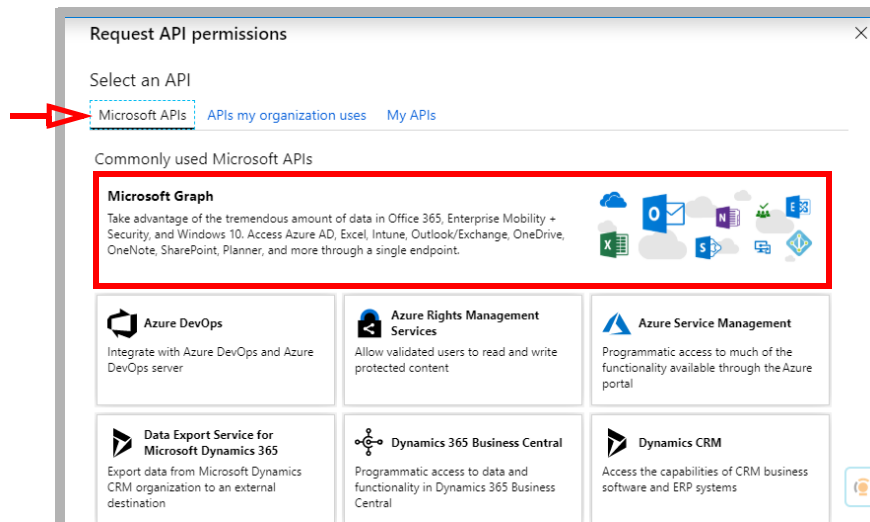 Request API permissions
Select an API
Microsoft APIs APIs my organization uses My APIs
Commonly used Microsoft APIs
Microsoft Graph
Take advantage of the tremendous amount of data in Office 365, Enterprise Mobility +
Security, and Windows 10. Access Azure AD, Excel, Intune, Outlook/Exchange, OneDrive,
OneNote, SharePoint, Planner, and more through a single endpoint.
Azure DevOps
Integrate with Azure DevOps and Azure
DevOps server
Azure Rights Management
Services
Allow validated users to read and write
protected content
Azure Service Management
Programmatic access to much of the
functionality available through the Azure
portal
Data Export Service for
Microsoft Dynamics 365
Export data from Microsoft Dynamics
CRM organization to an external
destination
Dynamics 365 Business Central
Programmatic access to data and
functionality in Dynamics 365 Business
Central
Dynamics CRM
Access the capabilities of CRM business
software and ERP systems